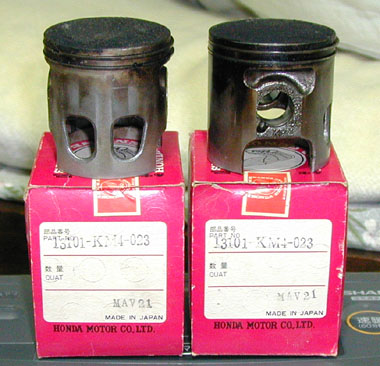 HONDA
部品番号
PART NO.
13101-KM4-023
数量
QUAT
MAV21
MADE IN JAPAN
HONDA MOTOR CO., LTD.
部品番号
PART NO.
13101-KM4-023
数量
QUAT
MAV21
MADE IN JAPAN
HONDA MOTOR CO., LTD.
SHARP